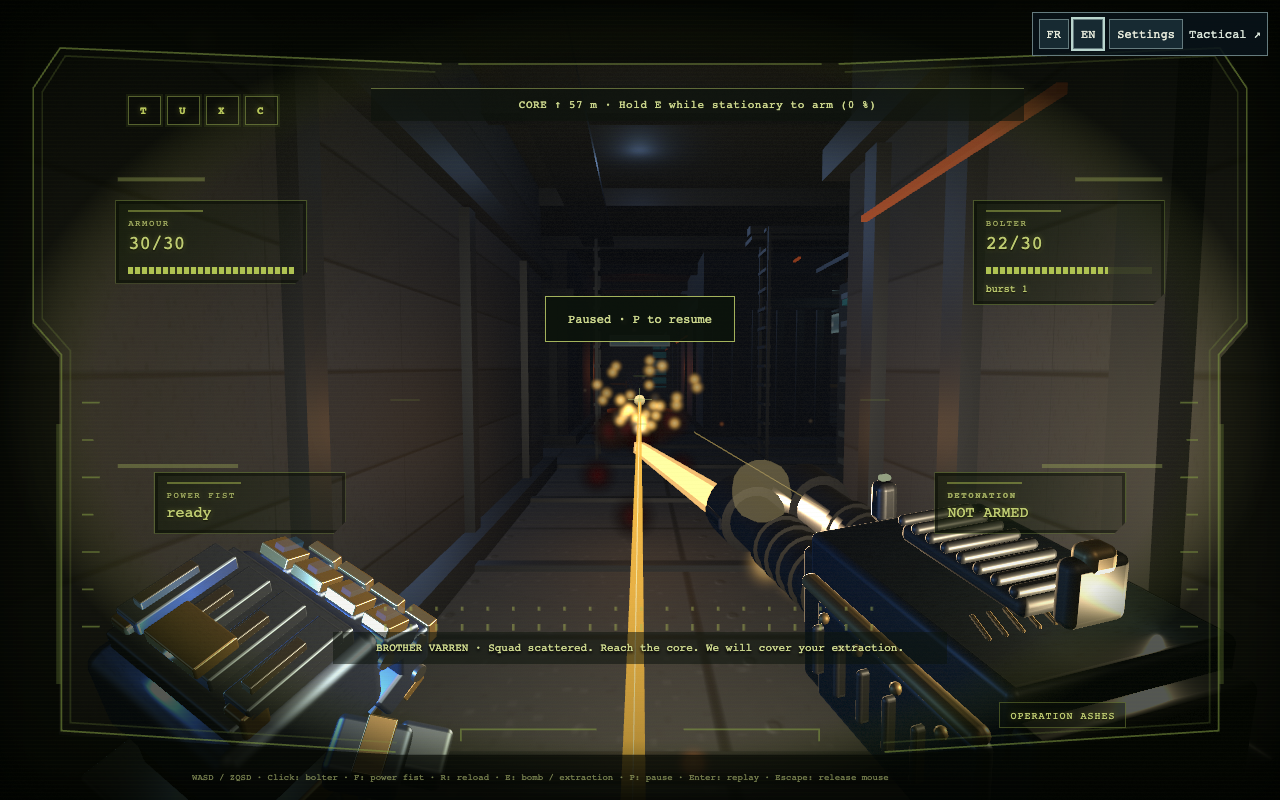 FR EN Settings Tactical ↗
T U X C
CORE ↑ 57 m · Hold E while stationary to arm (0 %)
ARMOUR
30/30
BOLTER
22/30
burst 1
Paused · P to resume
POWER FIST
ready
DETONATION
NOT ARMED
BROTHER VARREN · Squad scattered. Reach the core. We will cover your extraction.
OPERATION ASHES
WASD / ZQSD · Click: bolter · F: power fist · R: reload · E: bomb / extraction · P: pause · Enter: replay · Escape: release mouse